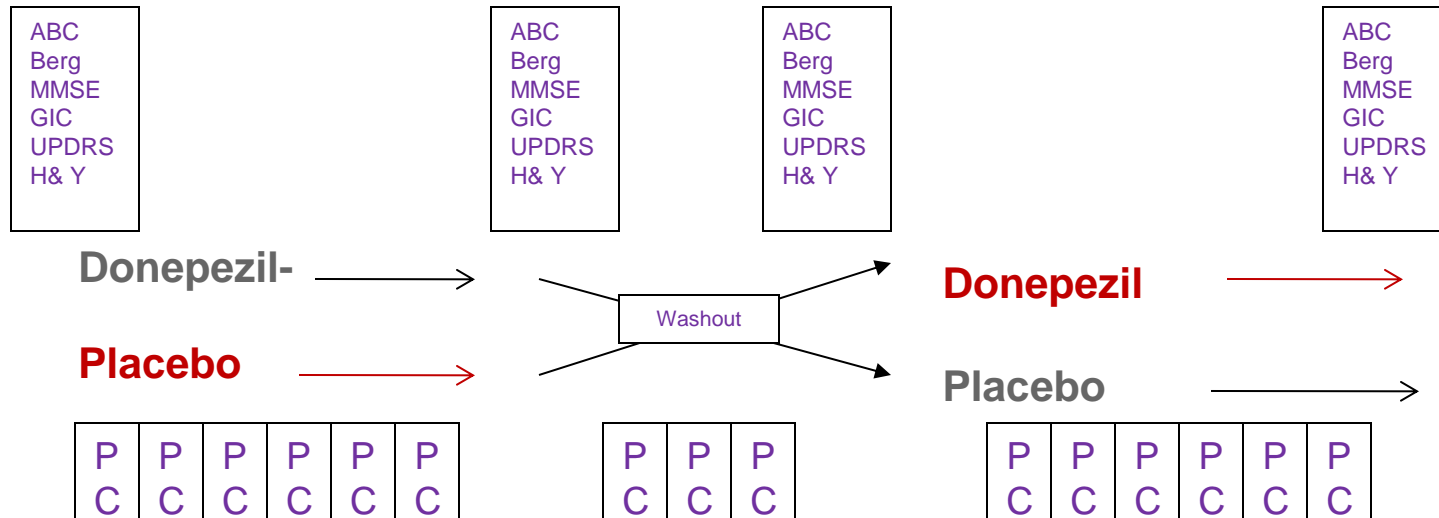 ABC
Berg
MMSE
GIC
UPDRS
H& Y
ABC
Berg
MMSE
GIC
UPDRS
H& Y
ABC
Berg
MMSE
GIC
UPDRS
H& Y
ABC
Berg
MMSE
GIC
UPDRS
H& Y
Donepezil-
Placebo
Washout
Donepezil
Placebo
P P P P P P
C C C C C C
P P P
C C C
P P P P P P
C C C C C C